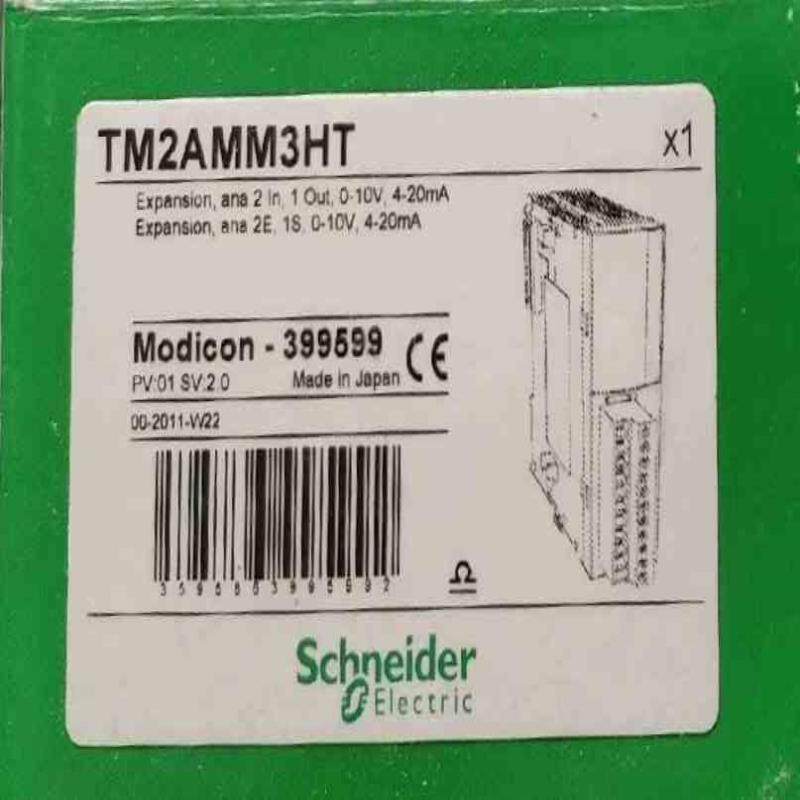 TM2AMM3HT x1
Expansion, ana 2 In, 1 Out, 0-10V, 4-20mA
Expansion, ana 2E, 1S, 0-10V, 4-20mA
Modicon - 399599 CE
PV:01 SV:2.0 Made in Japan
00-2011-W22
Schneider
Electric